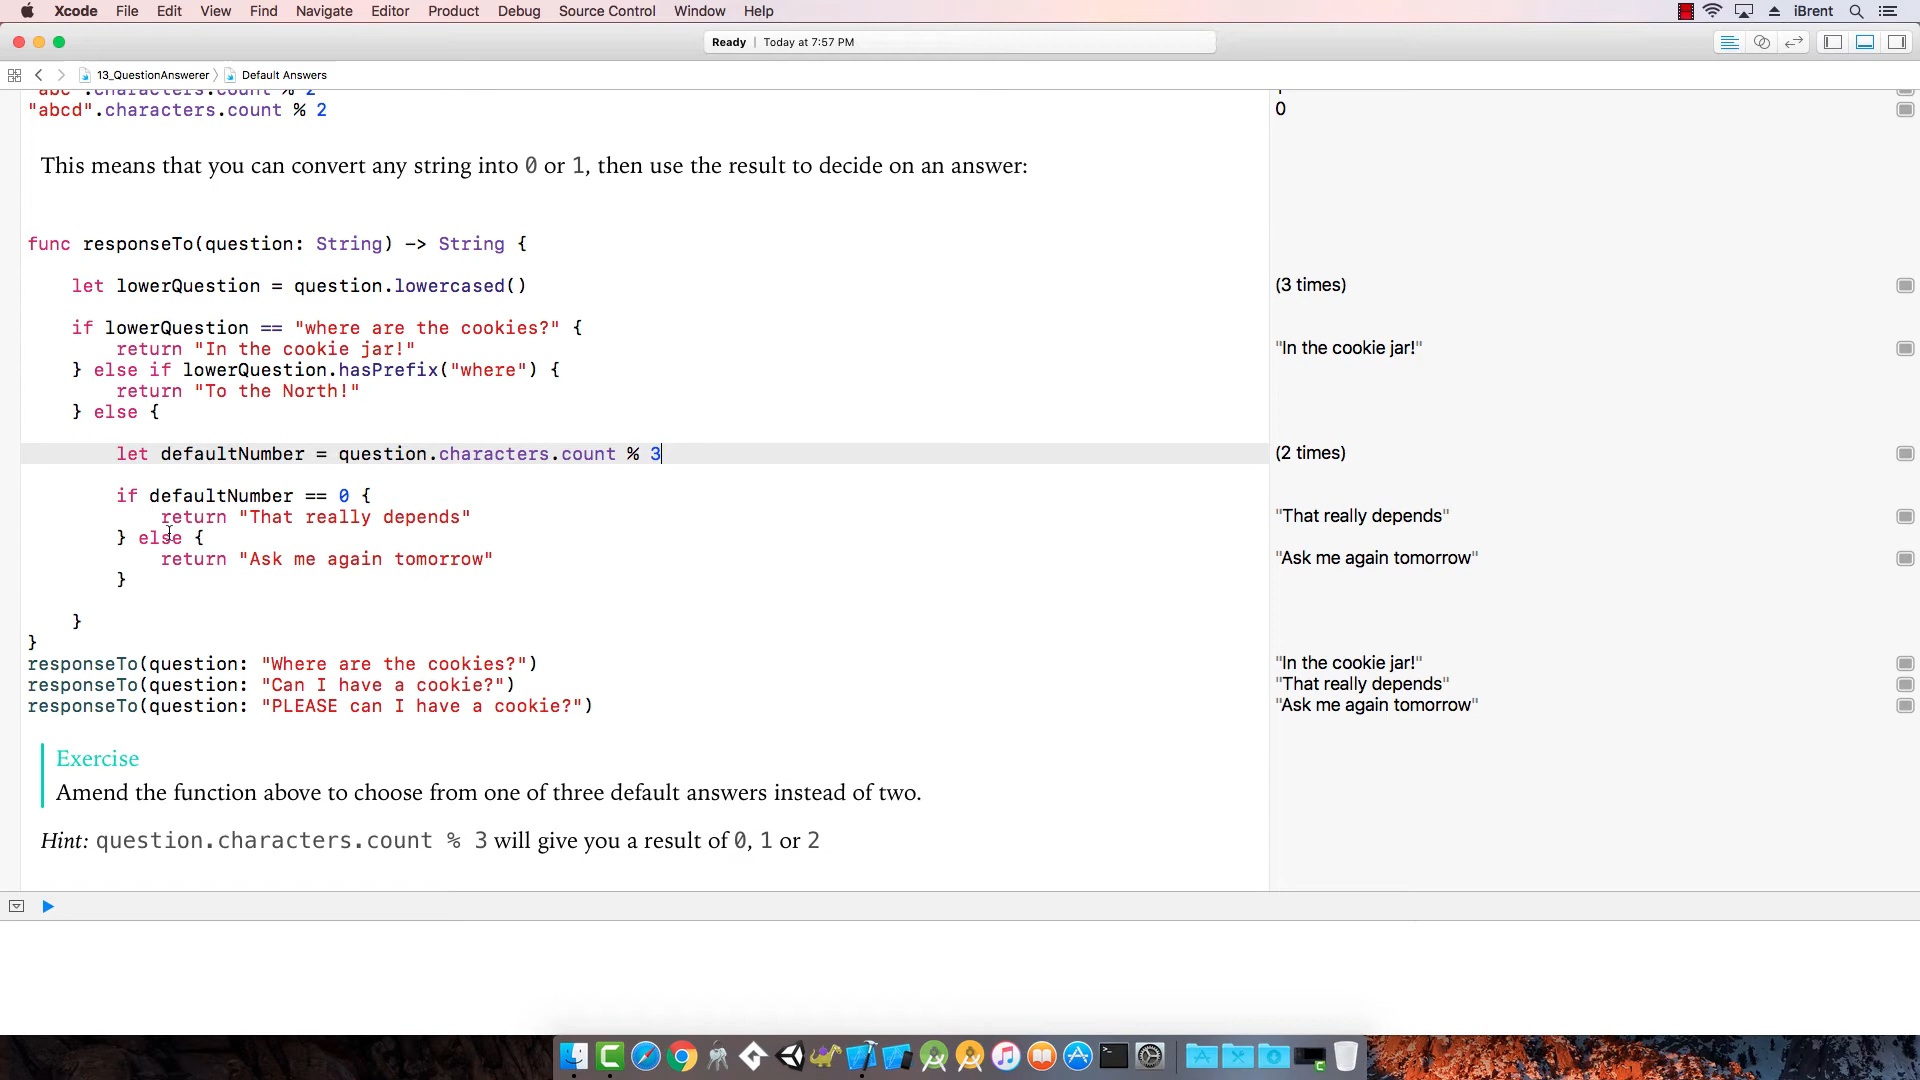 Xcode File Edit View Find Navigate Editor Product Debug Source Control Window Help iBrent
Ready | Today at 7:57 PM
13_QuestionAnswerer Default Answers
"abc".characters.count % 2
"abcd".characters.count % 2 0
This means that you can convert any string into 0 or 1, then use the result to decide on an answer:
func responseTo(question: String) -> String {
let lowerQuestion = question.lowercased() (3 times)
if lowerQuestion == "where are the cookies?" {
return "In the cookie jar!" "In the cookie jar!"
} else if lowerQuestion.hasPrefix("where") {
return "To the North!"
} else {
let defaultNumber = question.characters.count % 3 (2 times)
if defaultNumber == 0 {
return "That really depends" "That really depends"
} else {
return "Ask me again tomorrow" "Ask me again tomorrow"
}
}
}
responseTo(question: "Where are the cookies?") "In the cookie jar!"
responseTo(question: "Can I have a cookie?") "That really depends"
responseTo(question: "PLEASE can I have a cookie?") "Ask me again tomorrow"
Exercise
Amend the function above to choose from one of three default answers instead of two.
Hint: question.characters.count % 3 will give you a result of 0, 1 or 2